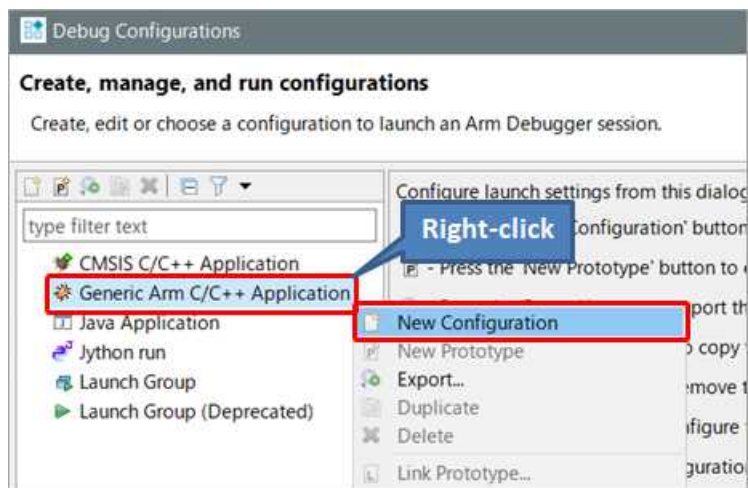 Debug Configurations
Create, manage, and run configurations
Create, edit or choose a configuration to launch an Arm Debugger session.
type filter text
CMSIS C/C++ Application
Generic Arm C/C++ Application
Java Application
Jython run
Launch Group
Launch Group (Deprecated)
Configure launch settings from this dialog
Right-click
Configuration' button
- Press the 'New Prototype' button to
port th
copy
emove t
figure
guratio
New Configuration
New Prototype
Export...
Duplicate
Delete
Link Prototype...